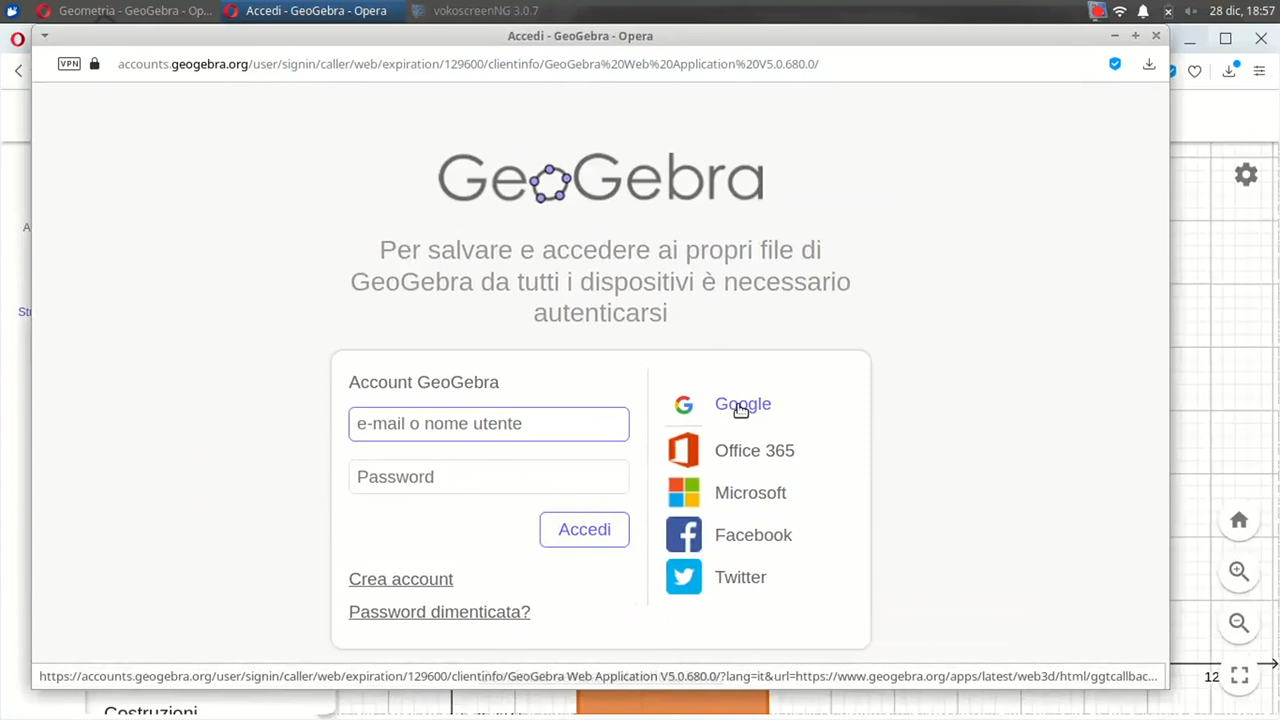 Geometria - GeoGebra - Op...
Accedi - GeoGebra - Opera
vokoscreenNG 3.0.7
28 dic, 18:57
Accedi - GeoGebra - Opera
VPN
accounts.geogebra.org/user/signin/caller/web/expiration/129600/clientinfo/GeoGebra%20Web%20Application%20V5.0.680.0/
GeoGebra
Per salvare e accedere ai propri file di
GeoGebra da tutti i dispositivi è necessario
autenticarsi
Account GeoGebra
e-mail o nome utente
Password
Accedi
Crea account
Password dimenticata?
Google
Office 365
Microsoft
Facebook
Twitter
https://accounts.geogebra.org/user/signin/caller/web/expiration/129600/clientinfo/GeoGebra Web Application V5.0.680.0/?lang=it&url=https://www.geogebra.org/apps/latest/web3d/html/ggtcallbac...
12
Costruzioni